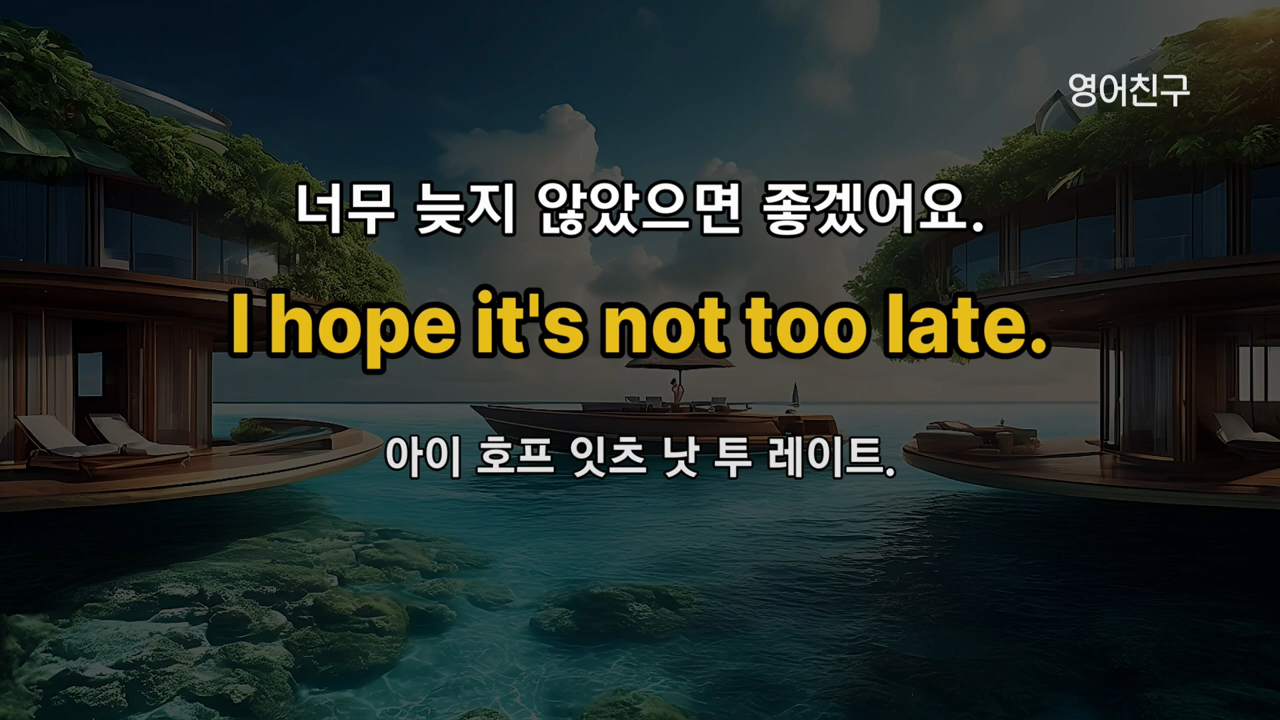 영어친구
너무 늦지 않았으면 좋겠어요.
I hope it's not too late.
아이 호프 잇츠 낫 투 레이트.